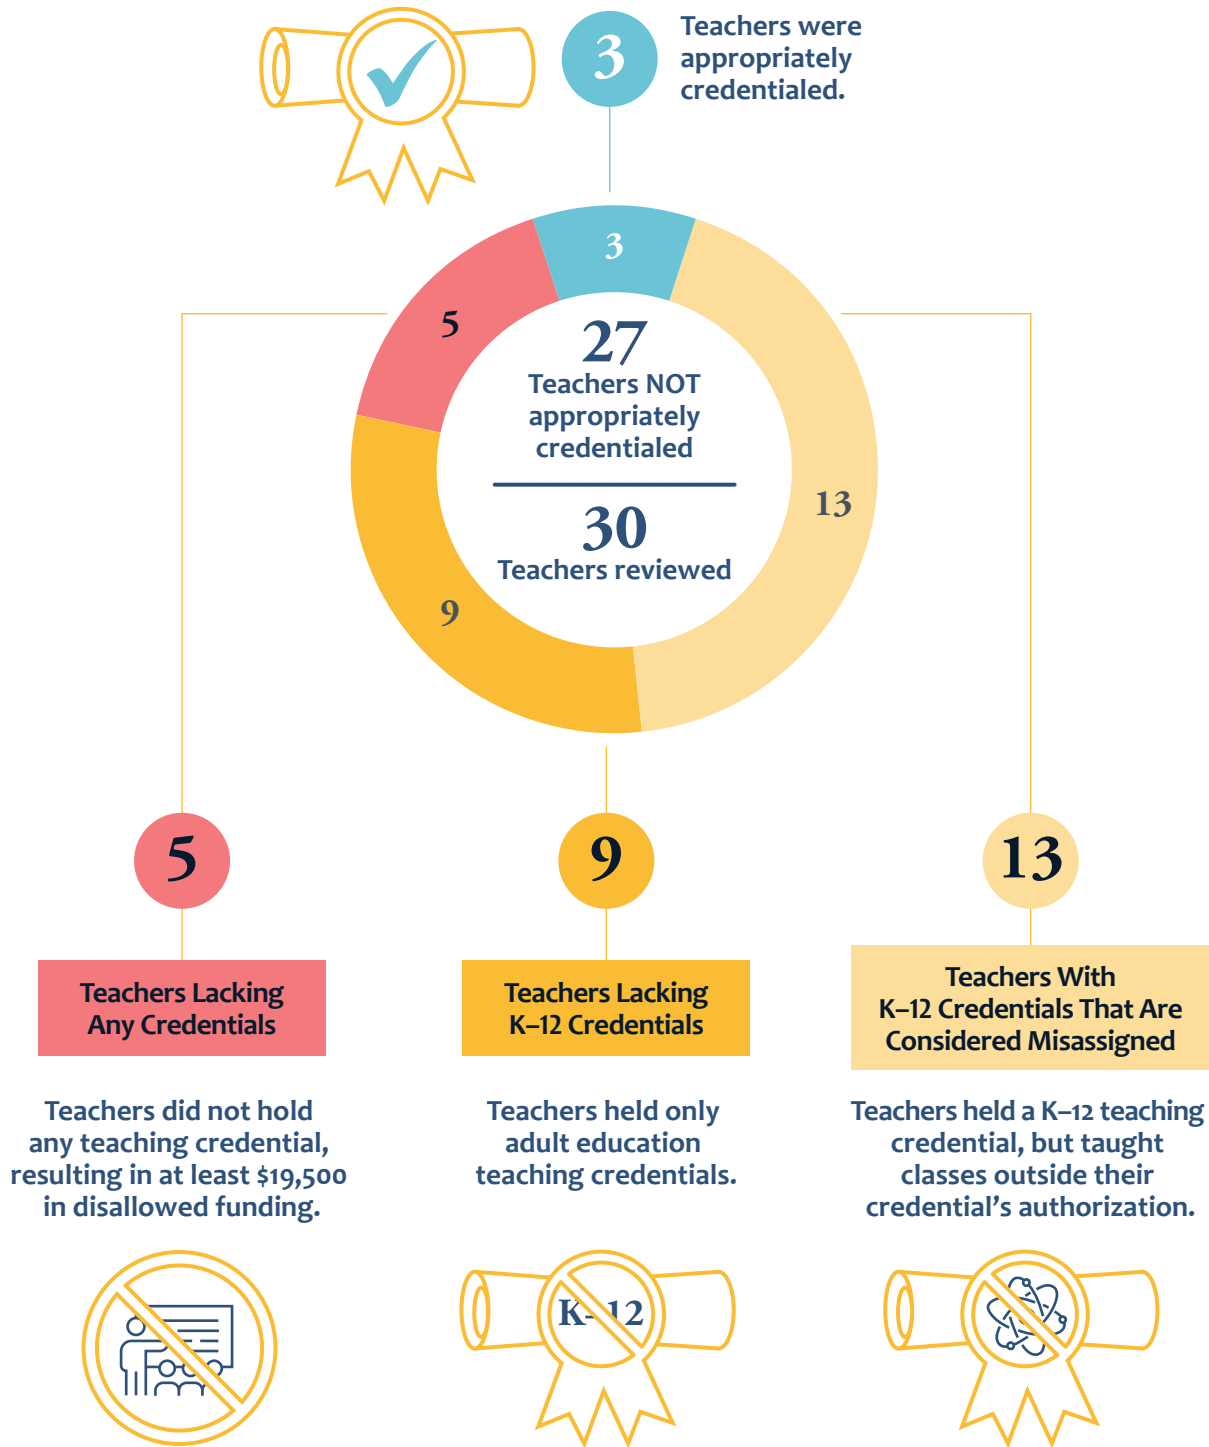 3
Teachers were
appropriately
credentialed.
3
5
27
Teachers NOT
appropriately
credentialed
30
Teachers reviewed
13
9
5
9
13
Teachers Lacking
Any Credentials
Teachers Lacking
K–12 Credentials
Teachers With
K–12 Credentials That Are
Considered Misassigned
Teachers did not hold
any teaching credential,
resulting in at least $19,500
in disallowed funding.
Teachers held only
adult education
teaching credentials.
Teachers held a K–12 teaching
credential, but taught
classes outside their
credential’s authorization.
K–12